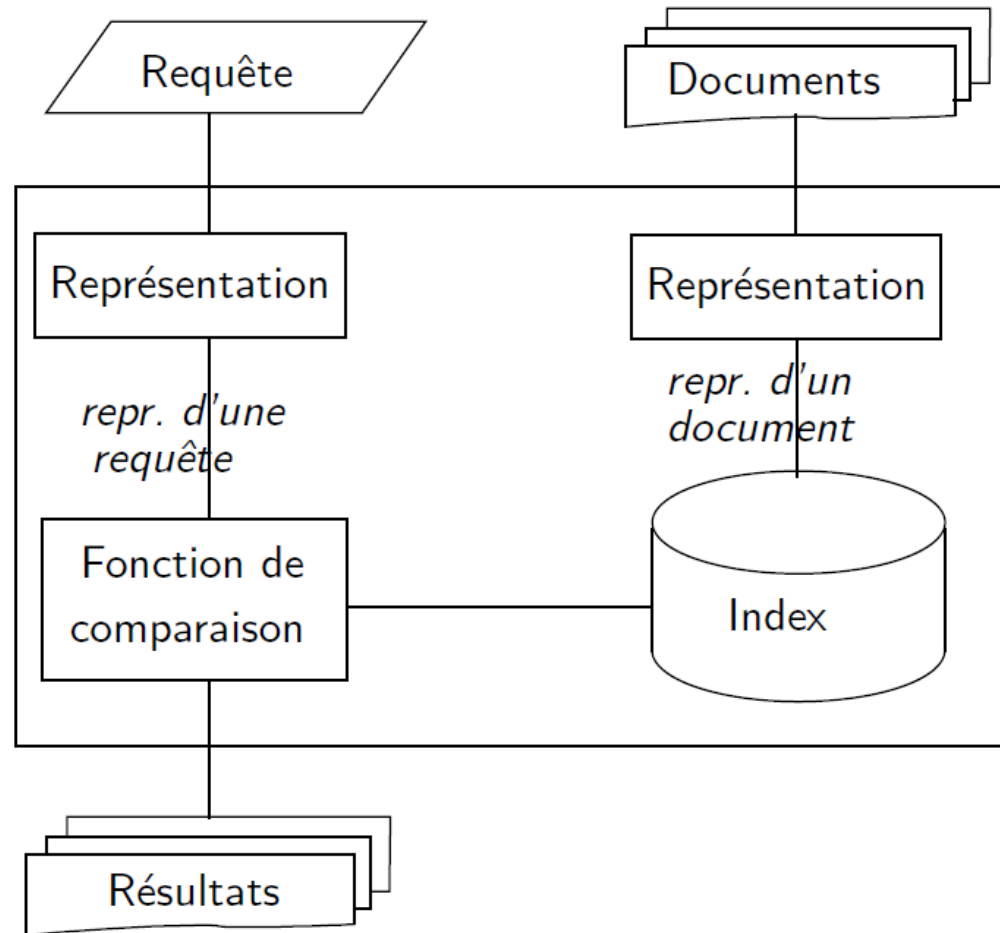 Requête
Documents
Représentation
Représentation
repr. d'une
requête
repr. d'un
document
Fonction de
comparaison
Index
Résultats